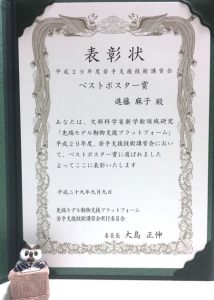 表彰状
平成２９年度若手支援技術講習会
ベストポスター賞
進藤 麻子 殿
あなたは、文部科学省新学術領域研究
「先端モデル動物支援プラットフォーム」
平成２９年度、若手支援技術講習会におい
て、ベストポスター賞に選ばれました
よってここに表彰いたします
平成二十九年九月九日
先端モデル動物支援プラットフォーム
若手支援技術講習会実行委員会
委員長 大島 正伸